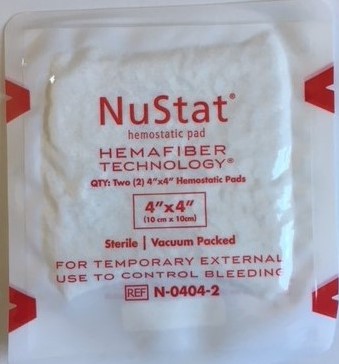 NuStat®
hemostatic pad
HEMAFIBER
TECHNOLOGY®
QTY: Two (2) 4"x4" Hemostatic Pads
4"x4"
(10 cm x 10cm)
Sterile | Vacuum Packed
FOR TEMPORARY EXTERNAL
USE TO CONTROL BLEEDING
REF N-0404-2